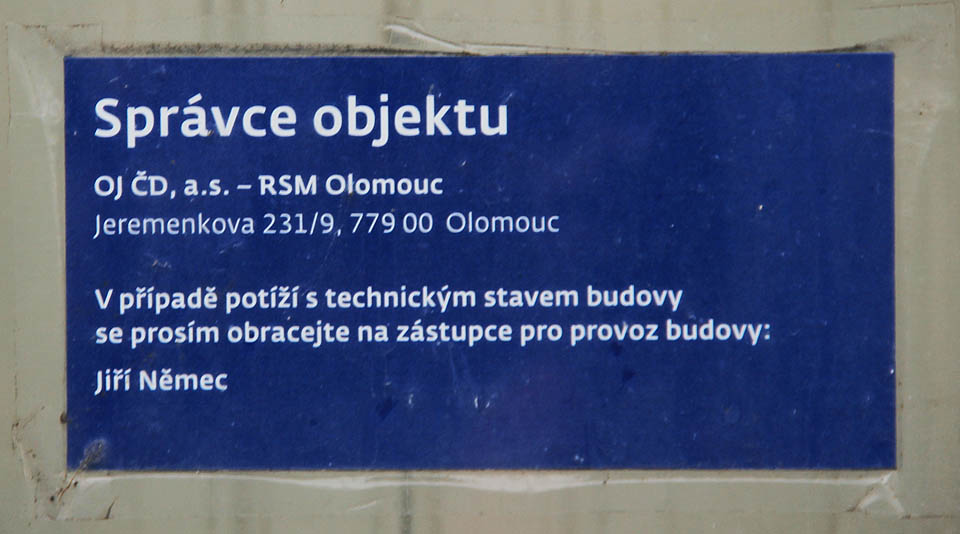 Správce objektu
OJ ČD, a.s. – RSM Olomouc
Jeremenkova 231/9, 779 00 Olomouc
V případě potíží s technickým stavem budovy
se prosím obracejte na zástupce pro provoz budovy:
Jiří Němec